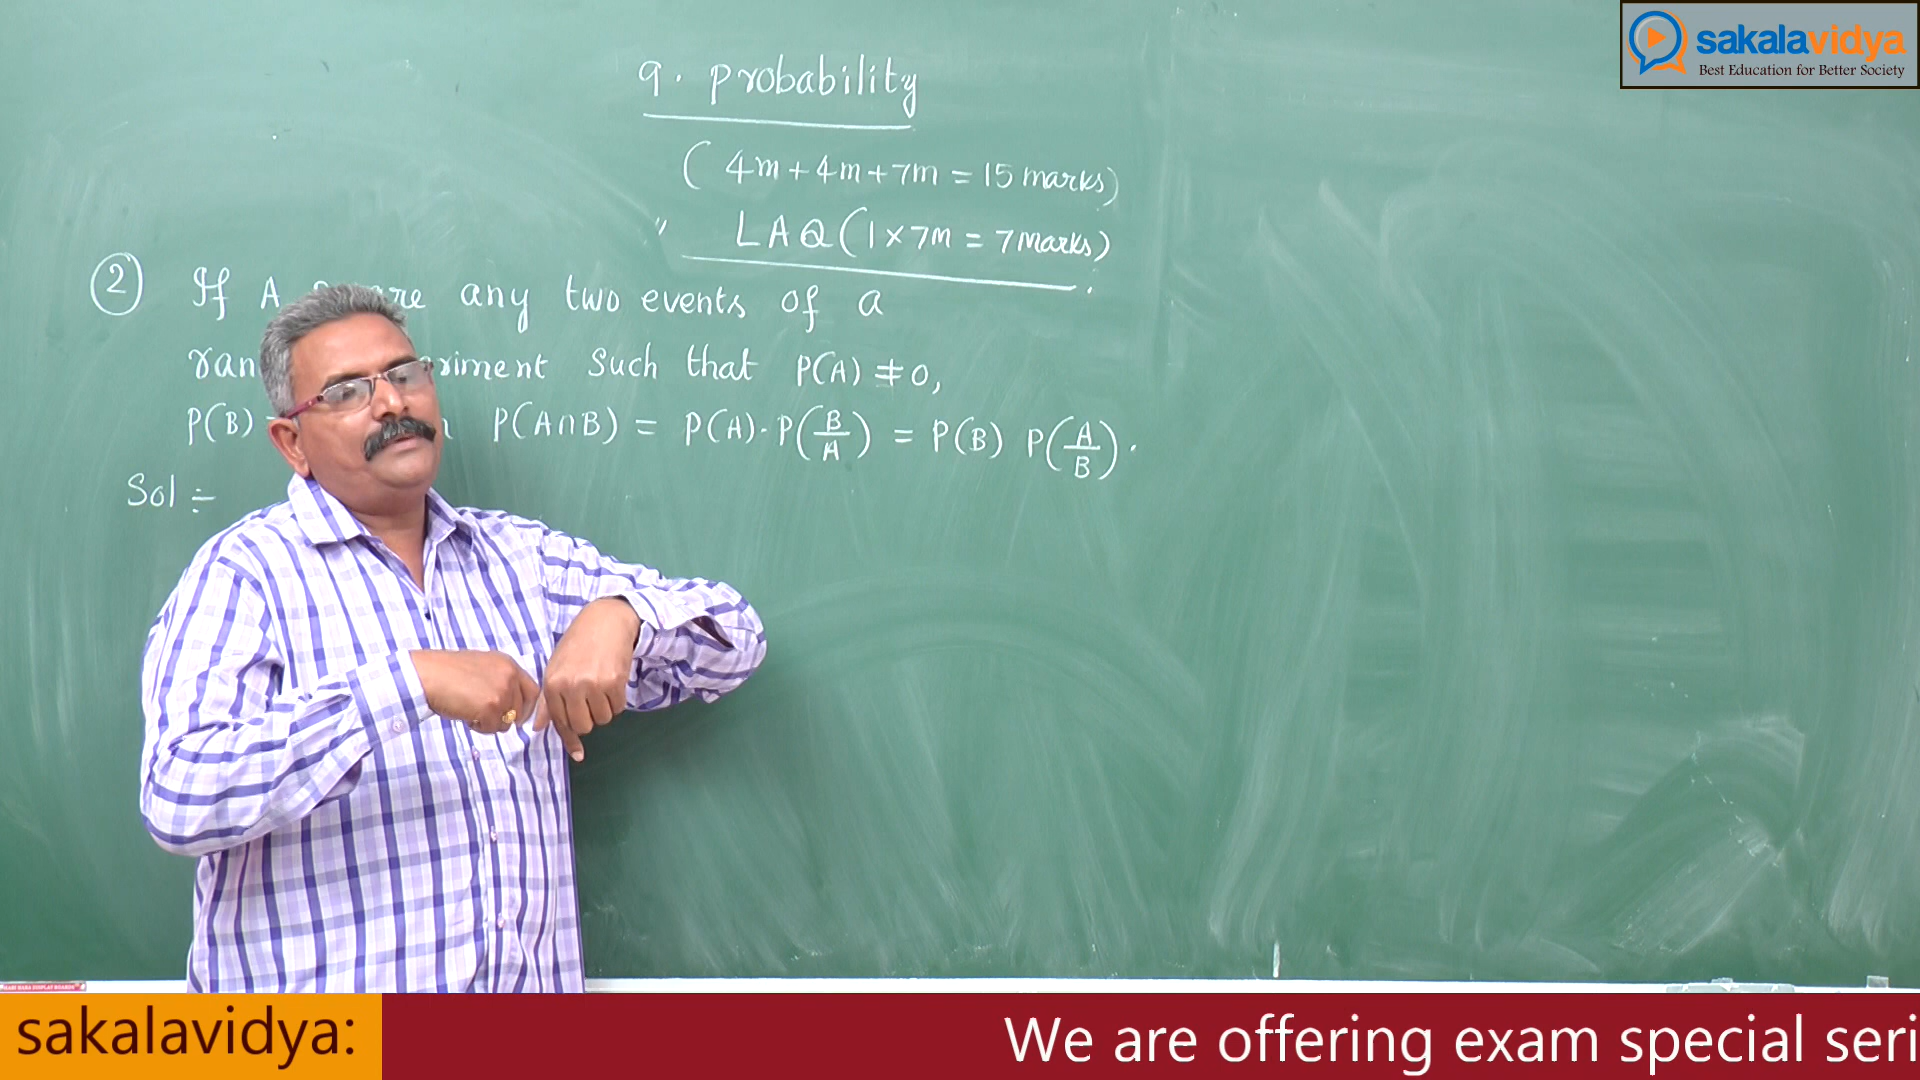 sakalavidya
Best Education for Better Society
9. probability
( 4m + 4m + 7m = 15 marks)
" LAQ (1 × 7m = 7 Marks)
2 If A are any two events of a
ran riment such that P(A) ≠ 0,
P(B) P(A∩B) = P(A)·P(B/A) = P(B) P(A/B).
Sol ÷
sakalavidya: We are offering exam special seri